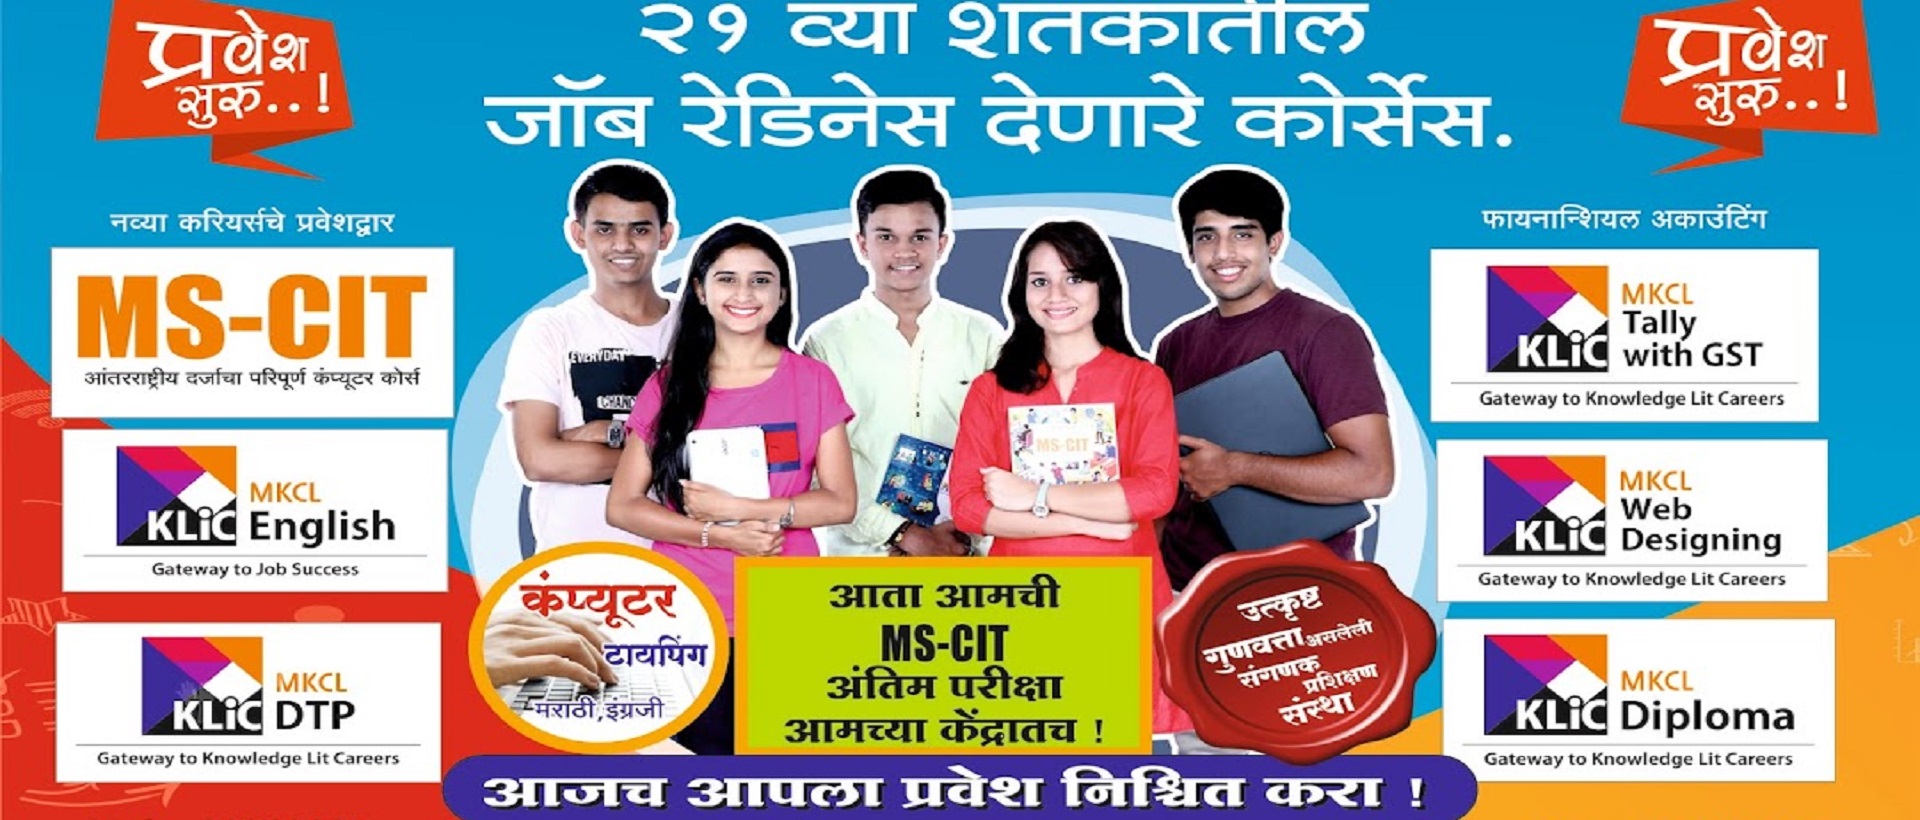 प्रवेश
सुरु..!
२१ व्या शतकातील
जॉब रेडिनेस देणारे कोर्सेस.
प्रवेश
सुरु..!
नव्या करियर्सचे प्रवेशद्वार
MS-CIT
आंतरराष्ट्रीय दर्जाचा परिपूर्ण कंप्यूटर कोर्स
KLiC
MKCL
English
Gateway to Job Success
KLiC
MKCL
DTP
Gateway to Knowledge Lit Careers
EVERYDAY
MS-CIT
कंप्यूटर
टायपिंग
मराठी,इंग्रजी
आता आमची
MS-CIT
अंतिम परीक्षा
आमच्या केंद्रातच !
उत्कृष्ट
गुणवत्ता असलेली
संगणक
प्रशिक्षण
संस्था
फायनान्शियल अकाउंटिंग
KLiC
MKCL
Tally
with GST
Gateway to Knowledge Lit Careers
KLiC
MKCL
Web
Designing
Gateway to Knowledge Lit Careers
KLiC
MKCL
Diploma
Gateway to Knowledge Lit Careers
आजच आपला प्रवेश निश्चित करा !